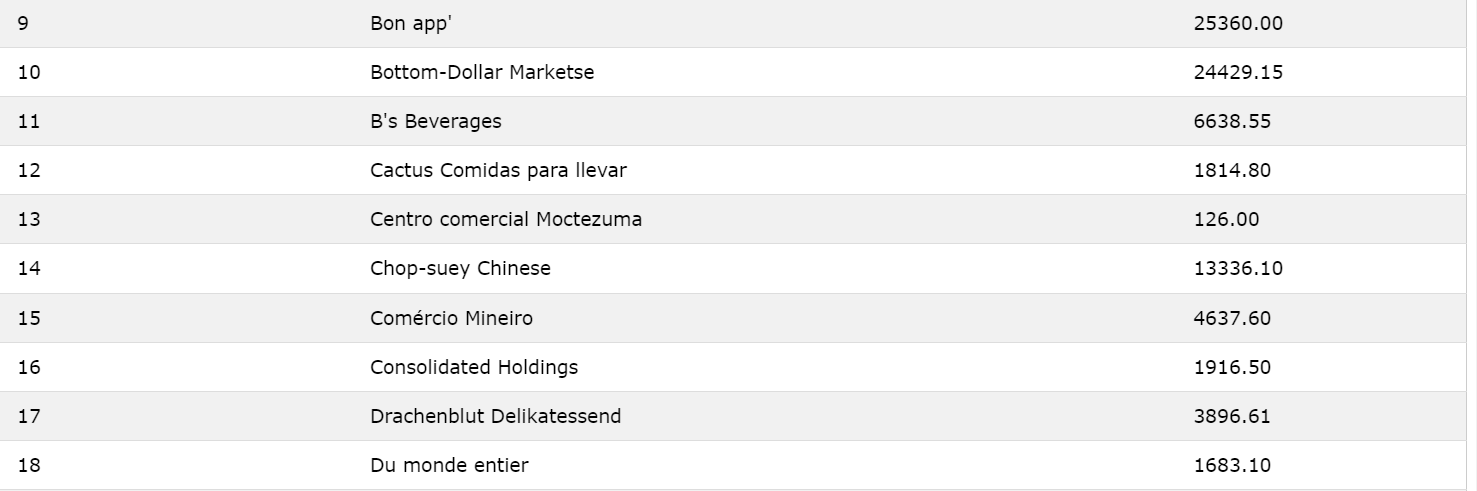 9 Bon app' 25360.00
10 Bottom-Dollar Marketse 24429.15
11 B's Beverages 6638.55
12 Cactus Comidas para llevar 1814.80
13 Centro comercial Moctezuma 126.00
14 Chop-suey Chinese 13336.10
15 Comércio Mineiro 4637.60
16 Consolidated Holdings 1916.50
17 Drachenblut Delikatessend 3896.61
18 Du monde entier 1683.10